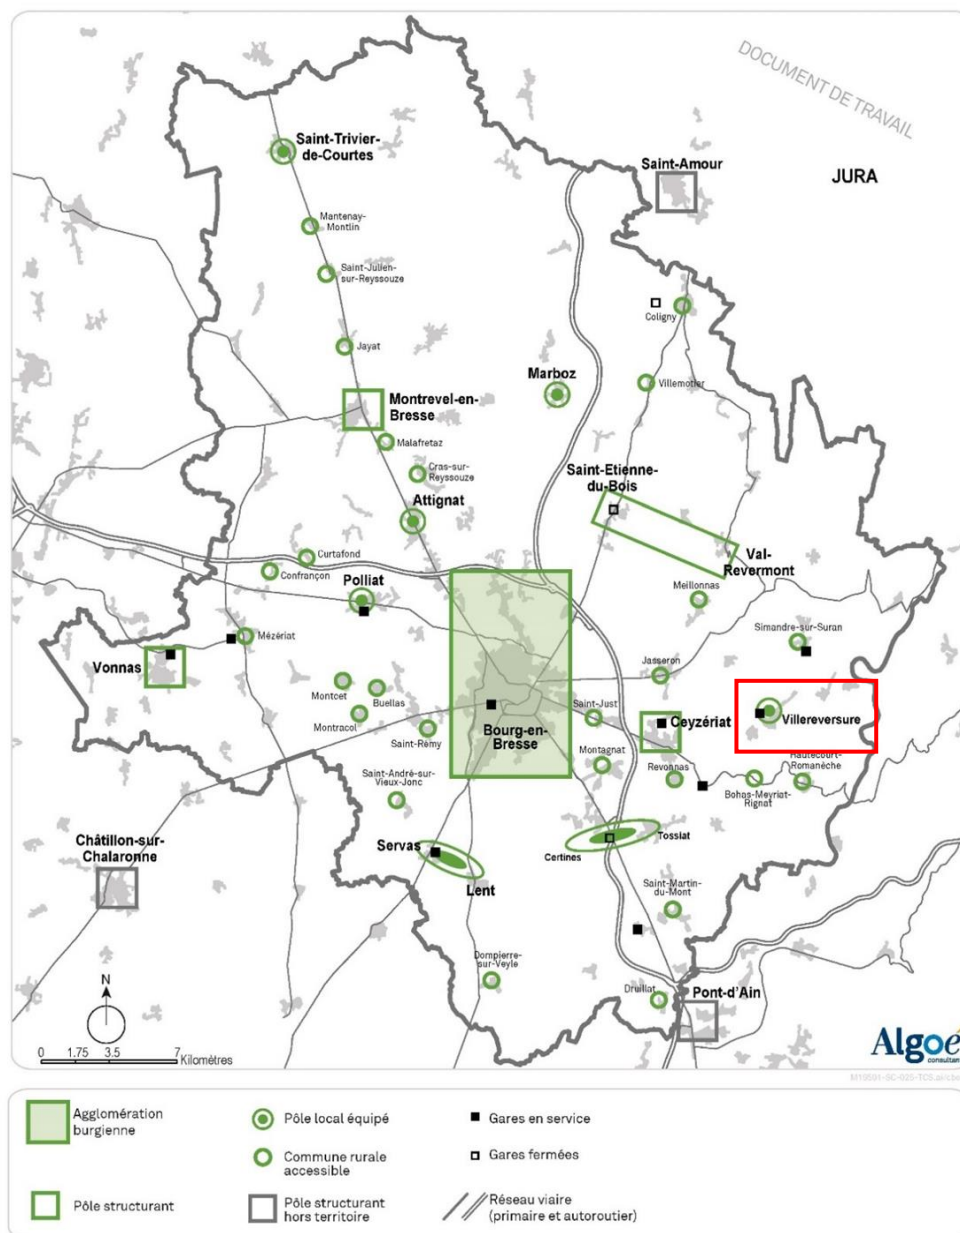 DOCUMENT DE TRAVAIL
Saint-Trivier-
de-Courtes
Saint-Amour
JURA
Mantenay-
Montlin
Saint-Julien-
sur-Reyssouze
Coligny
Jayat
Marboz
Villemotier
Montrevel-en-
Bresse
Malafretaz
Cras-sur-
Reyssouze
Saint-Etienne-
du-Bois
Attignat
Val-
Revermont
Curtafond
Confrançon
Polliat
Meillonnas
Mézériat
Simandre-sur-Suran
Vonnas
Jasseron
Montcet
Buellas
Montracol
Saint-Rémy
Bourg-en-
Bresse
Saint-Just
Ceyzériat
Villereversure
Montagnat
Revonnas
Hautecourt-
Romanèche
Bohas-Meyriat-
Rignat
Saint-André-sur-
Vieux-Jonc
Châtillon-sur-
Chalaronne
Servas
Lent
Certines
Tossiat
Saint-Martin-
du-Mont
Dompierre-
sur-Veyle
Druillat
Pont-d'Ain
N
0 1.75 3.5 7
Kilomètres
Algoé
consultants
Agglomération
burgienne
Pôle local équipé
Gares en service
Commune rurale
accessible
Gares fermées
Pôle structurant
Pôle structurant
hors territoire
Réseau viaire
(primaire et autoroutier)